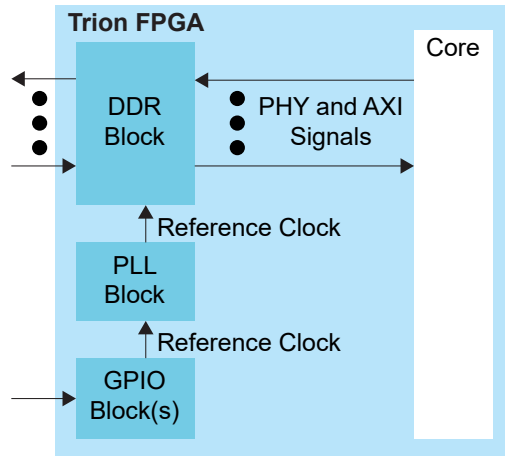 Trion FPGA
Core
DDR
Block
PHY and AXI
Signals
Reference Clock
PLL
Block
Reference Clock
GPIO
Block(s)